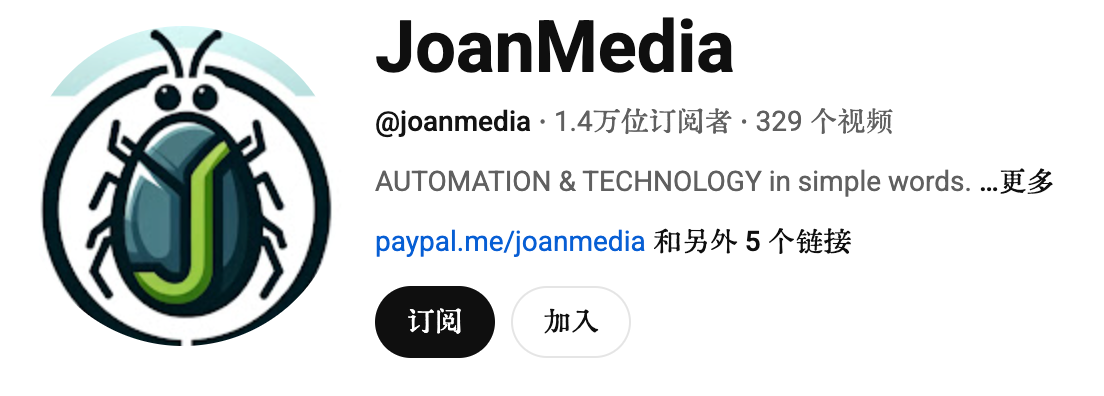 JoanMedia
@joanmedia · 1.4万位订阅者 · 329 个视频
AUTOMATION & TECHNOLOGY in simple words. ...更多
paypal.me/joanmedia 和另外 5 个链接
订阅 加入